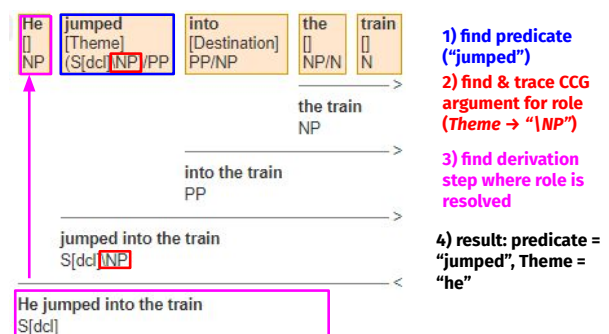 He jumped into the train
[] [Theme] [Destination] [] []
NP (S[dcl]\NP)/PP PP/NP NP/N N
>
the train
NP
>
into the train
PP
>
jumped into the train
S[dcl]\NP
<
He jumped into the train
S[dcl]
1) find predicate
("jumped")
2) find & trace CCG
argument for role
(Theme → "\NP")
3) find derivation
step where role is
resolved
4) result: predicate =
"jumped", Theme =
"he"